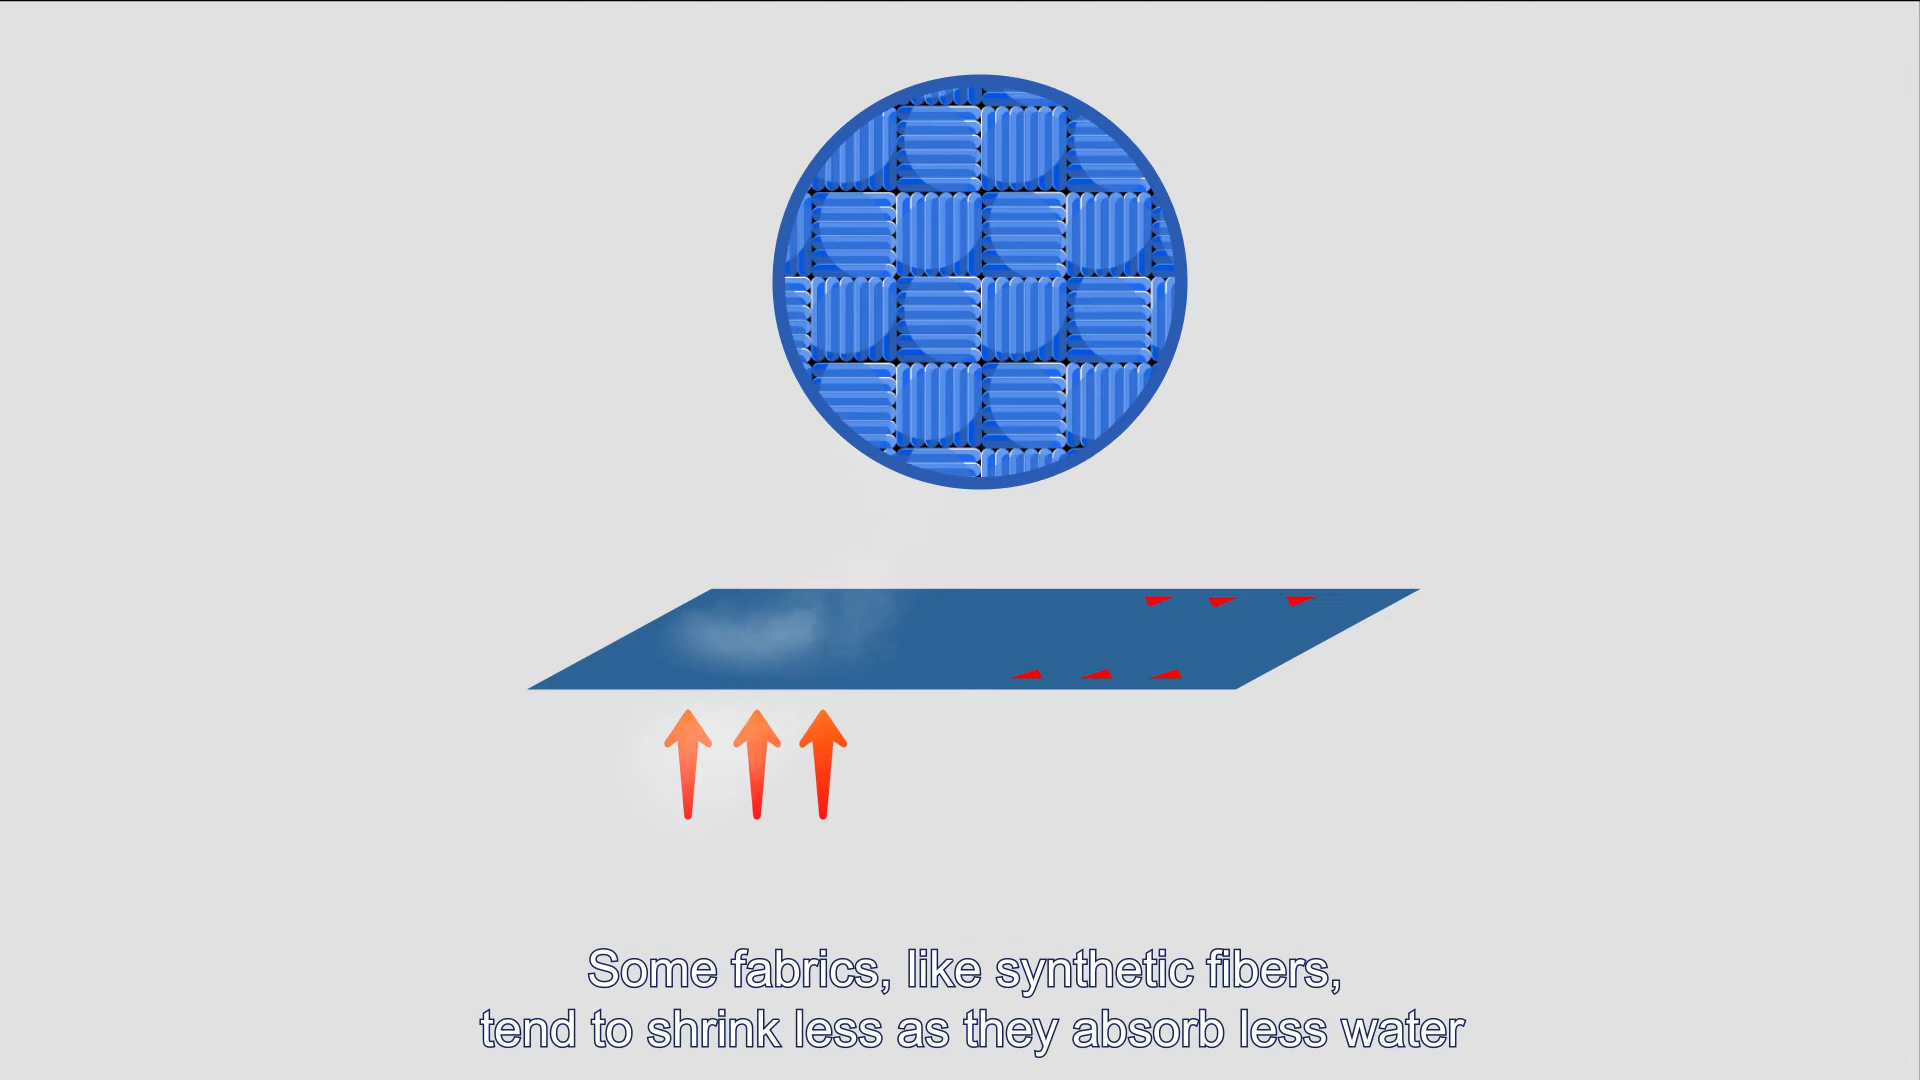 Some fabrics, like synthetic fibers,
tend to shrink less as they absorb less water